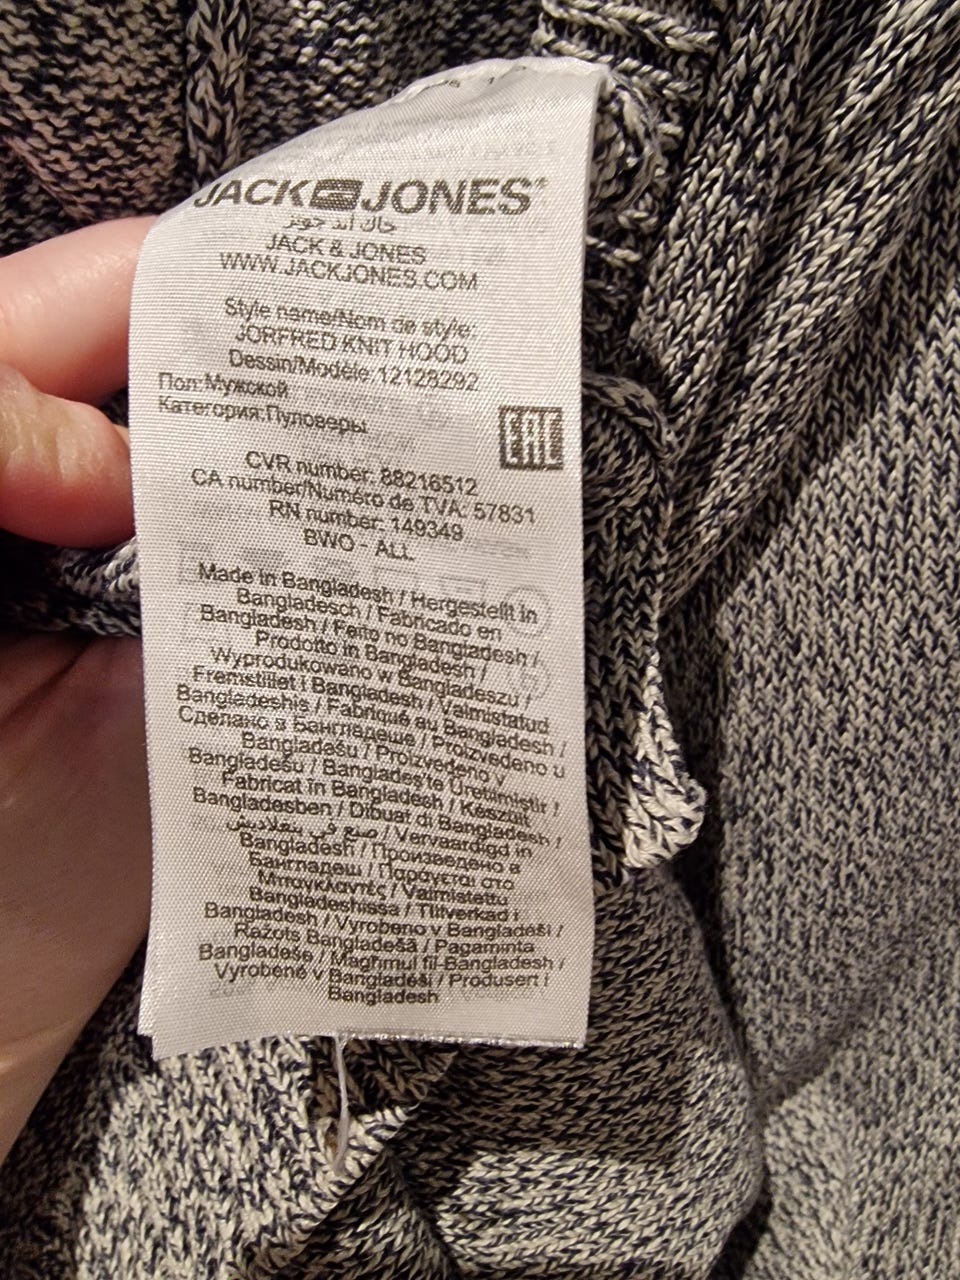 JACK & JONES®
جاك اند جونز
JACK & JONES
WWW.JACKJONES.COM
Style name/Nom de style:
JORFRED KNIT HOOD
Dessin/Modèle:12128292
Пол:Мужской
Категория:Пуловеры
EAC
CVR number: 88216512
CA number/Numéro de TVA: 57831
RN number: 149349
BWO - ALL
Made in Bangladesh / Hergestellt in
Bangladesch / Fabricado en
Bangladesh / Feito no Bangladesh /
Prodotto in Bangladesh /
Wyprodukowano w Bangladeszu /
Fremstillet i Bangladesh / Valmistatud
Bangladeshis / Fabriqué au Bangladesh /
Сделано в Бангладеше / Proizvedeno u
Bangladešu / Proizvedeno v
Bangladešu / Bangladeş'te Üretimiştir /
Fabricat în Bangladesh / Készült
Bangladesben / Dibuat di Bangladesh /
صنع في بنغلاديش / Vervaardigd in
Bangladesh / Произведено в
Бангладеш / Παράγεται στο
Μπαγκλαντές / Valmistettu
Bangladeshissa / Tillverkad i
Bangladesh / Vyrobeno v Bangladéši /
Ražots Bangladešā / Pagaminta
Bangladeše / Magħmul fil-Bangladesh /
Vyrobené v Bangladéši / Produsert i
Bangladesh